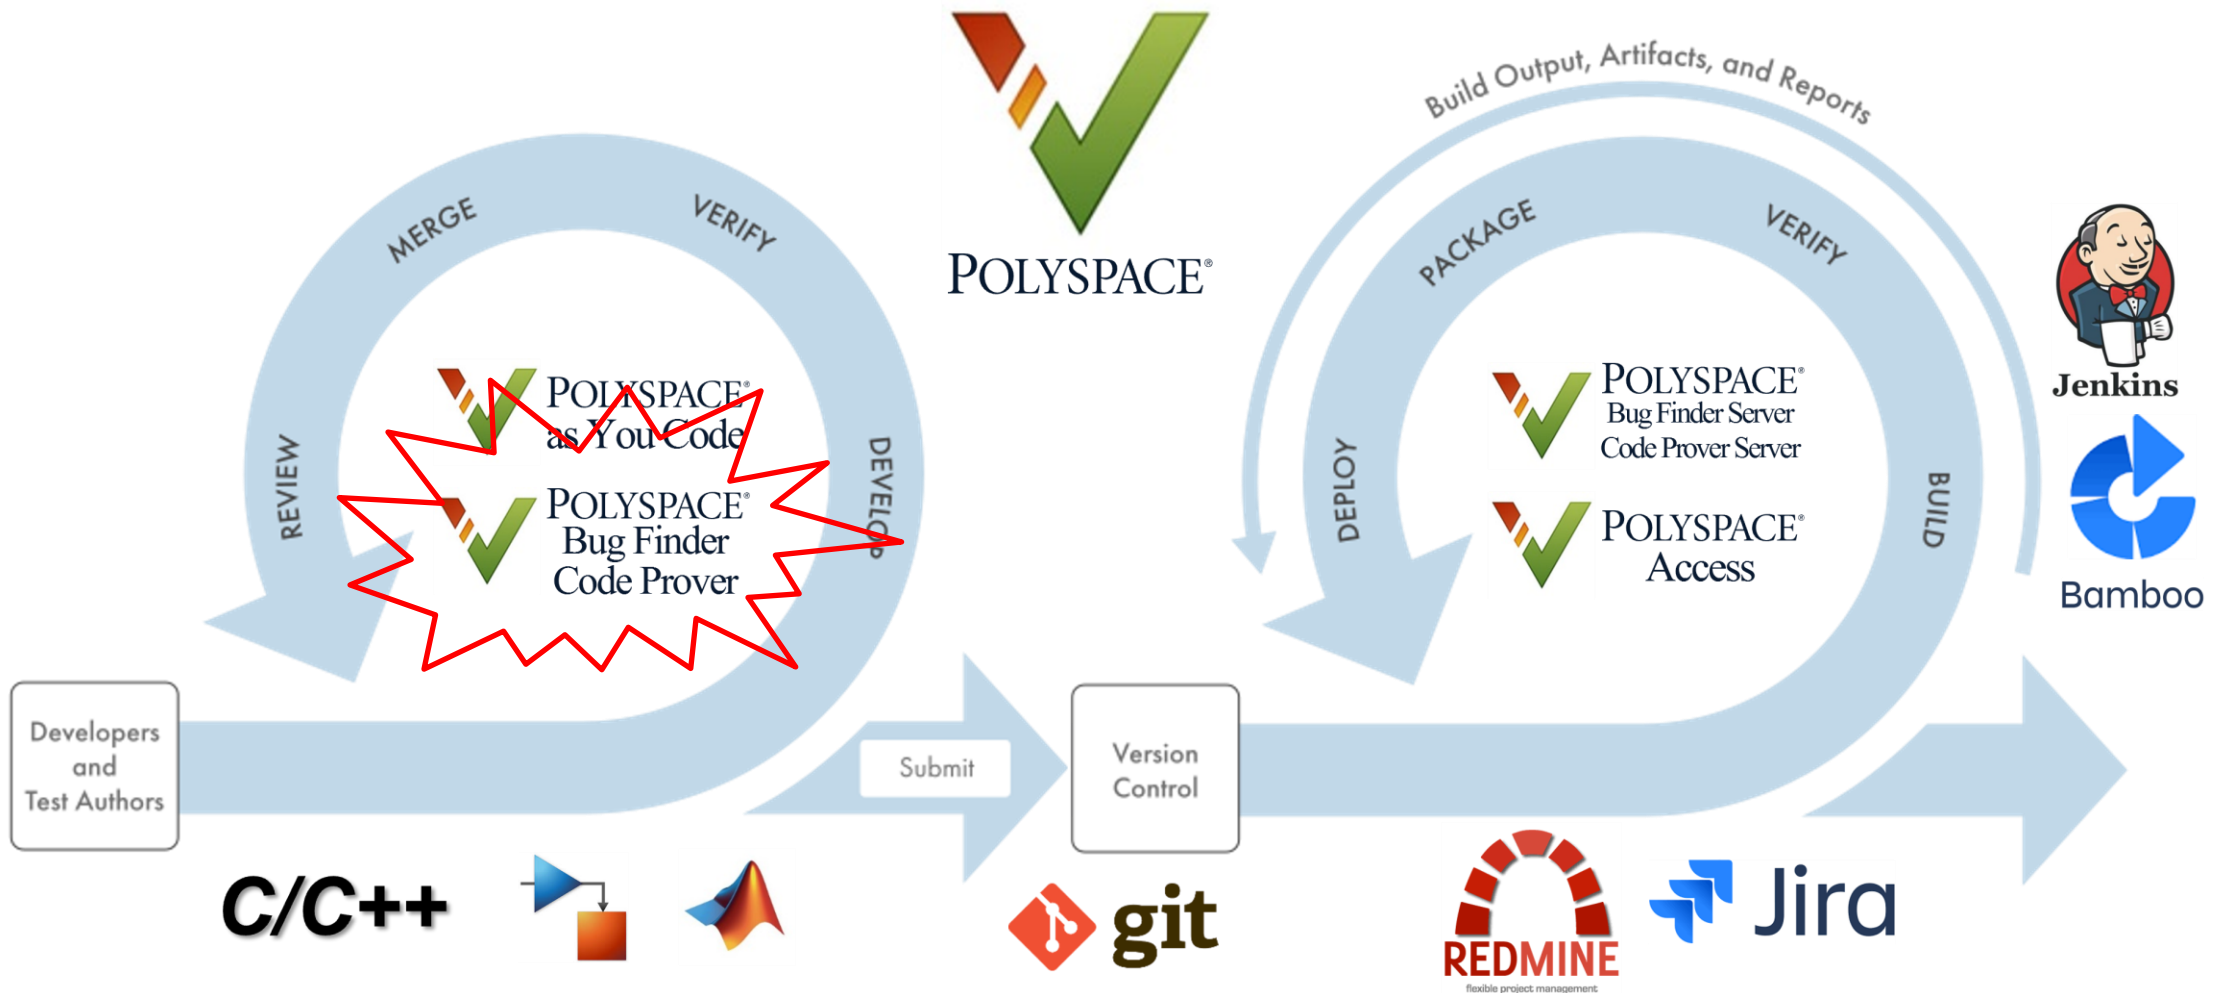 POLYSPACE®
MERGE
VERIFY
REVIEW
DEVELOP
POLYSPACE®
as You Code
POLYSPACE®
Bug Finder
Code Prover
Developers
and
Test Authors
Submit
C/C++
Build Output, Artifacts, and Reports
PACKAGE
VERIFY
DEPLOY
BUILD
POLYSPACE®
Bug Finder Server
Code Prover Server
POLYSPACE®
Access
Jenkins
Bamboo
Version
Control
git
REDMINE
flexible project management
Jira